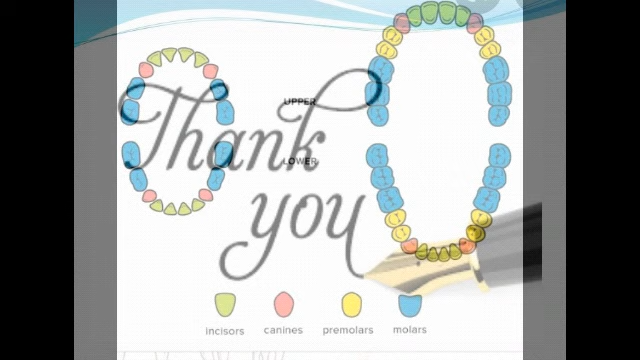 UPPER
Thank
LOWER
you
incisors canines premolars molars